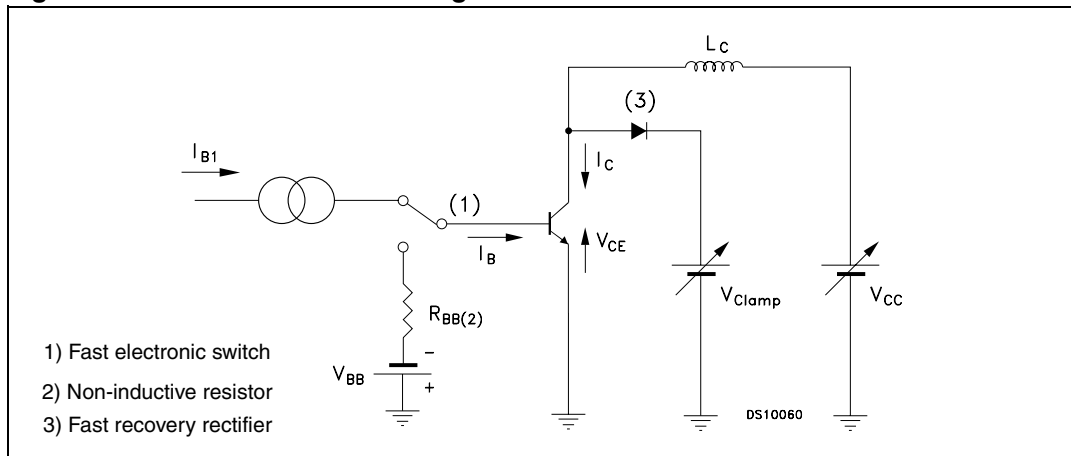 L_C
(3)
I_B1
I_C
(1)
I_B
V_CE
V_Clamp
V_CC
R_BB(2)
1) Fast electronic switch
V_BB
−
+
2) Non-inductive resistor
3) Fast recovery rectifier
DS10060